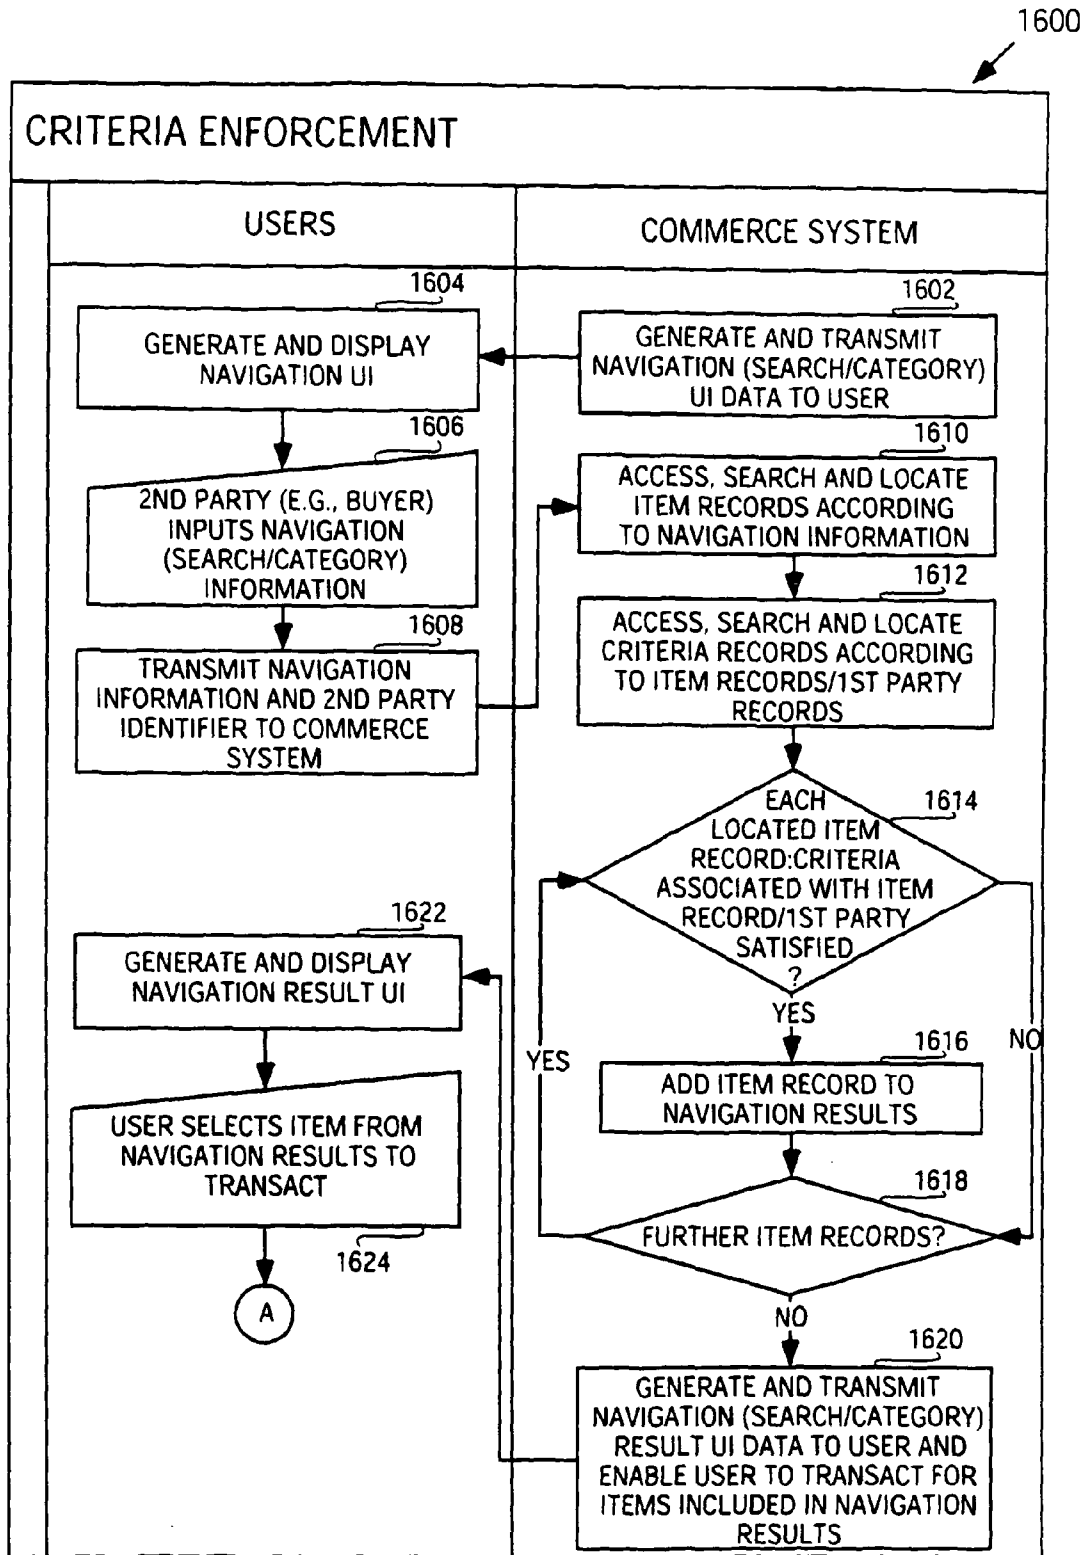 1600
CRITERIA ENFORCEMENT
USERS
COMMERCE SYSTEM
1604
GENERATE AND DISPLAY
NAVIGATION UI
1602
GENERATE AND TRANSMIT
NAVIGATION (SEARCH/CATEGORY)
UI DATA TO USER
1606
2ND PARTY (E.G., BUYER)
INPUTS NAVIGATION
(SEARCH/CATEGORY)
INFORMATION
1608
TRANSMIT NAVIGATION
INFORMATION AND 2ND PARTY
IDENTIFIER TO COMMERCE
SYSTEM
1610
ACCESS, SEARCH AND LOCATE
ITEM RECORDS ACCORDING
TO NAVIGATION INFORMATION
1612
ACCESS, SEARCH AND LOCATE
CRITERIA RECORDS ACCORDING
TO ITEM RECORDS/1ST PARTY
RECORDS
1614
EACH
LOCATED ITEM
RECORD:CRITERIA
ASSOCIATED WITH ITEM
RECORD/1ST PARTY
SATISFIED
?
YES
NO
YES
1616
ADD ITEM RECORD TO
NAVIGATION RESULTS
1618
FURTHER ITEM RECORDS?
NO
1620
GENERATE AND TRANSMIT
NAVIGATION (SEARCH/CATEGORY)
RESULT UI DATA TO USER AND
ENABLE USER TO TRANSACT FOR
ITEMS INCLUDED IN NAVIGATION
RESULTS
1622
GENERATE AND DISPLAY
NAVIGATION RESULT UI
USER SELECTS ITEM FROM
NAVIGATION RESULTS TO
TRANSACT
1624
A